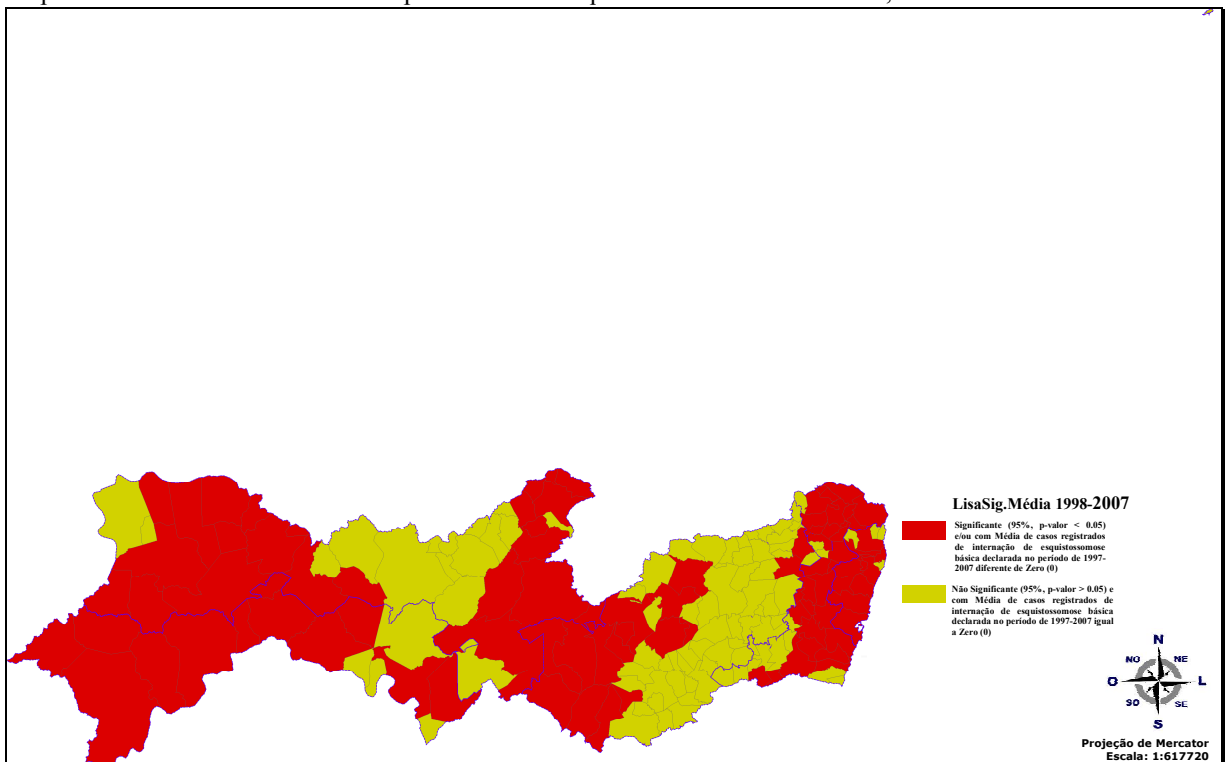 LisaSig.Média 1998-2007
Significante (95%, p-valor < 0.05)
e/ou com Média de casos registrados
de internação de esquistossomose
básica declarada no período de 1997-
2007 diferente de Zero (0)
Não Significante (95%, p-valor > 0.05) e
com Média de casos registrados de
internação de esquistossomose básica
declarada no período de 1997-2007 igual
a Zero (0)
N
NO NE
O L
SO SE
S
Projeção de Mercator
Escala: 1:617720